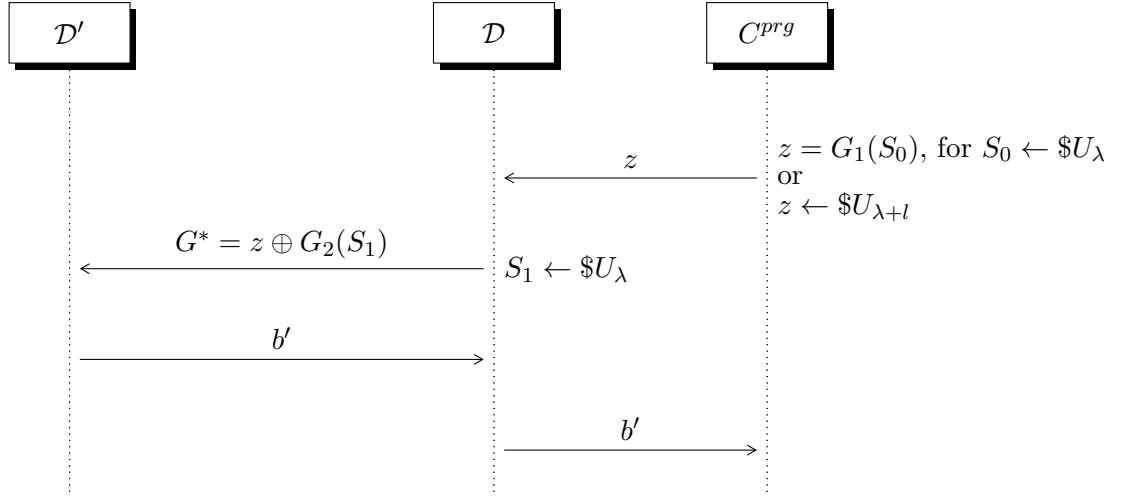 𝒟′
𝒟
C^{prg}
z = G₁(S₀), for S₀ ← $U_λ
or
z ← $U_{λ+l}
z
G* = z ⊕ G₂(S₁)
S₁ ← $U_λ
b′
b′